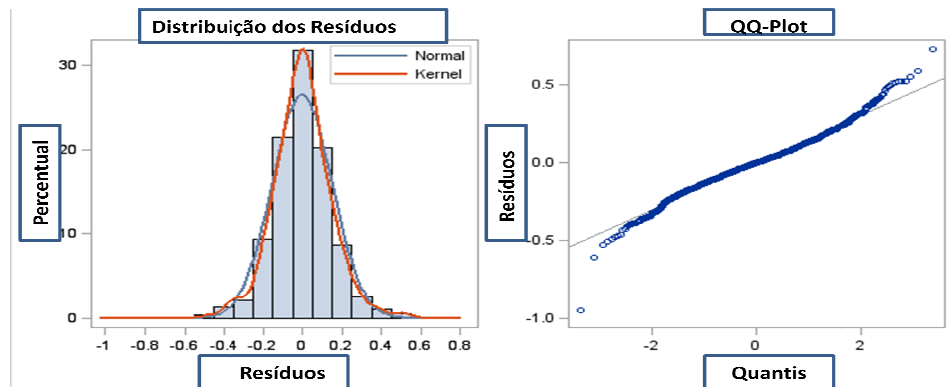 Distribuição dos Resíduos
Normal
Kernel
Percentual
30
20
10
0
-1
-0.8
-0.6
-0.4
-0.2
0
0.2
0.4
0.6
0.8
Resíduos
QQ-Plot
Resíduos
0.5
0.0
-0.5
-1.0
-2
0
2
Quantis